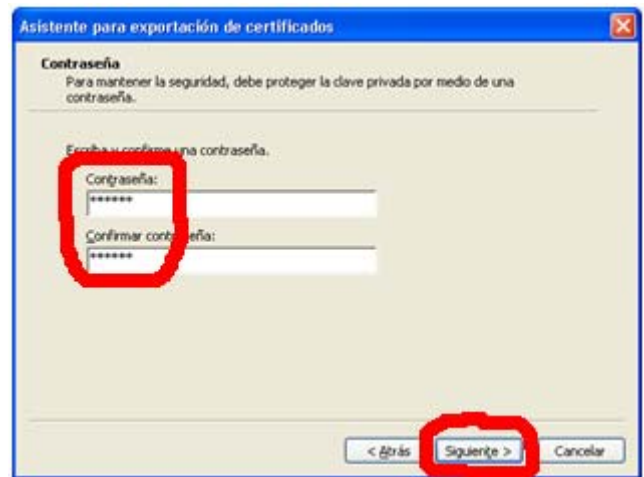 Asistente para exportación de certificados
Contraseña
Para mantener la seguridad, debe proteger la clave privada por medio de una
contraseña.
Escriba y confirme una contraseña.
Contraseña:
******
Confirmar contraseña:
******
< Atrás Siguiente > Cancelar